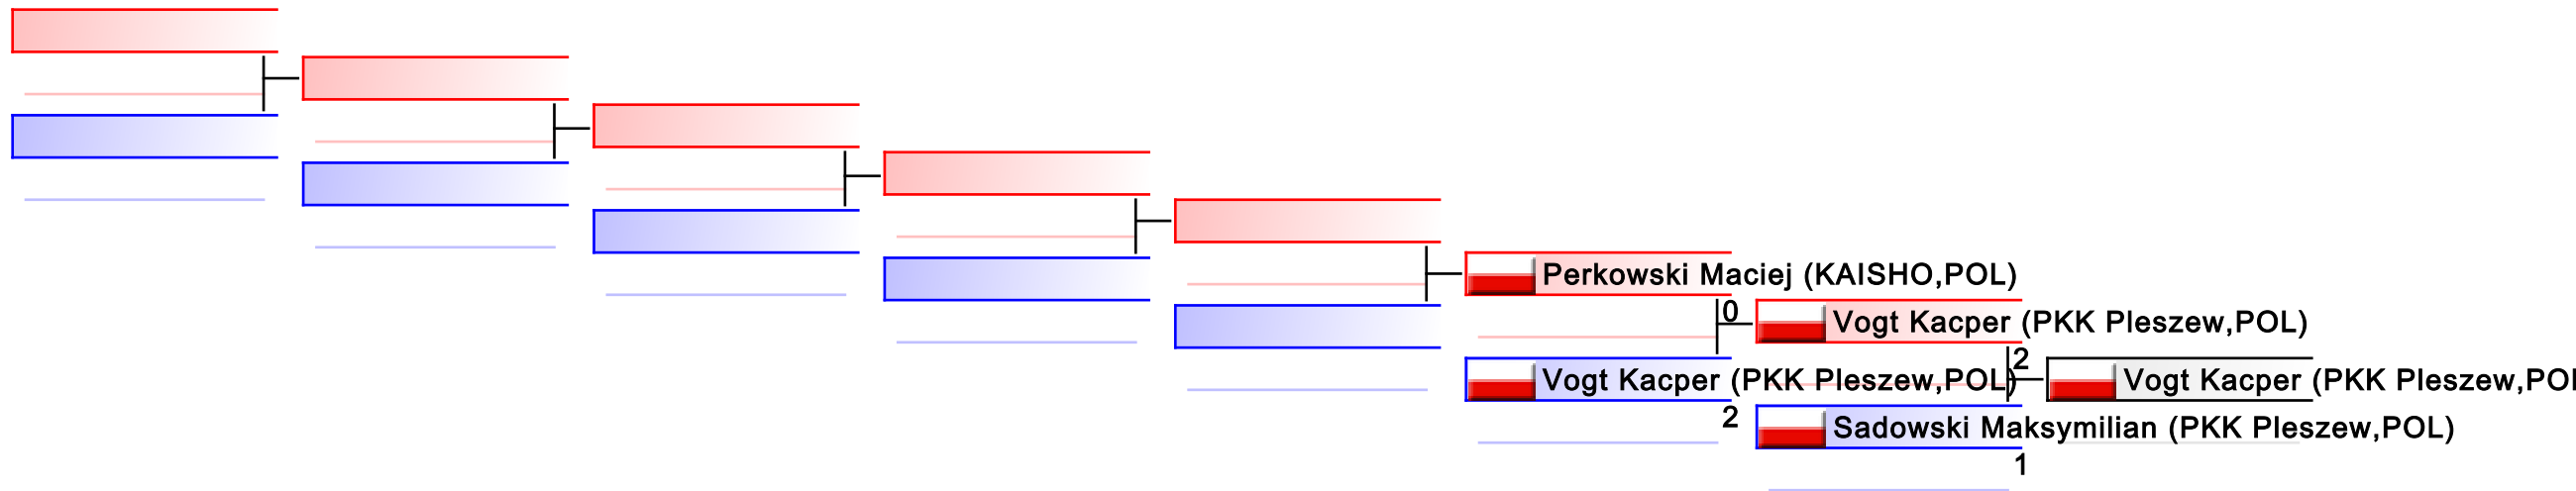 Perkowski Maciej (KAISHO,POL)
0
Vogt Kacper (PKK Pleszew,POL)
Vogt Kacper (PKK Pleszew,POL)
2
2
Vogt Kacper (PKK Pleszew,POL
Sadowski Maksymilian (PKK Pleszew,POL)
1